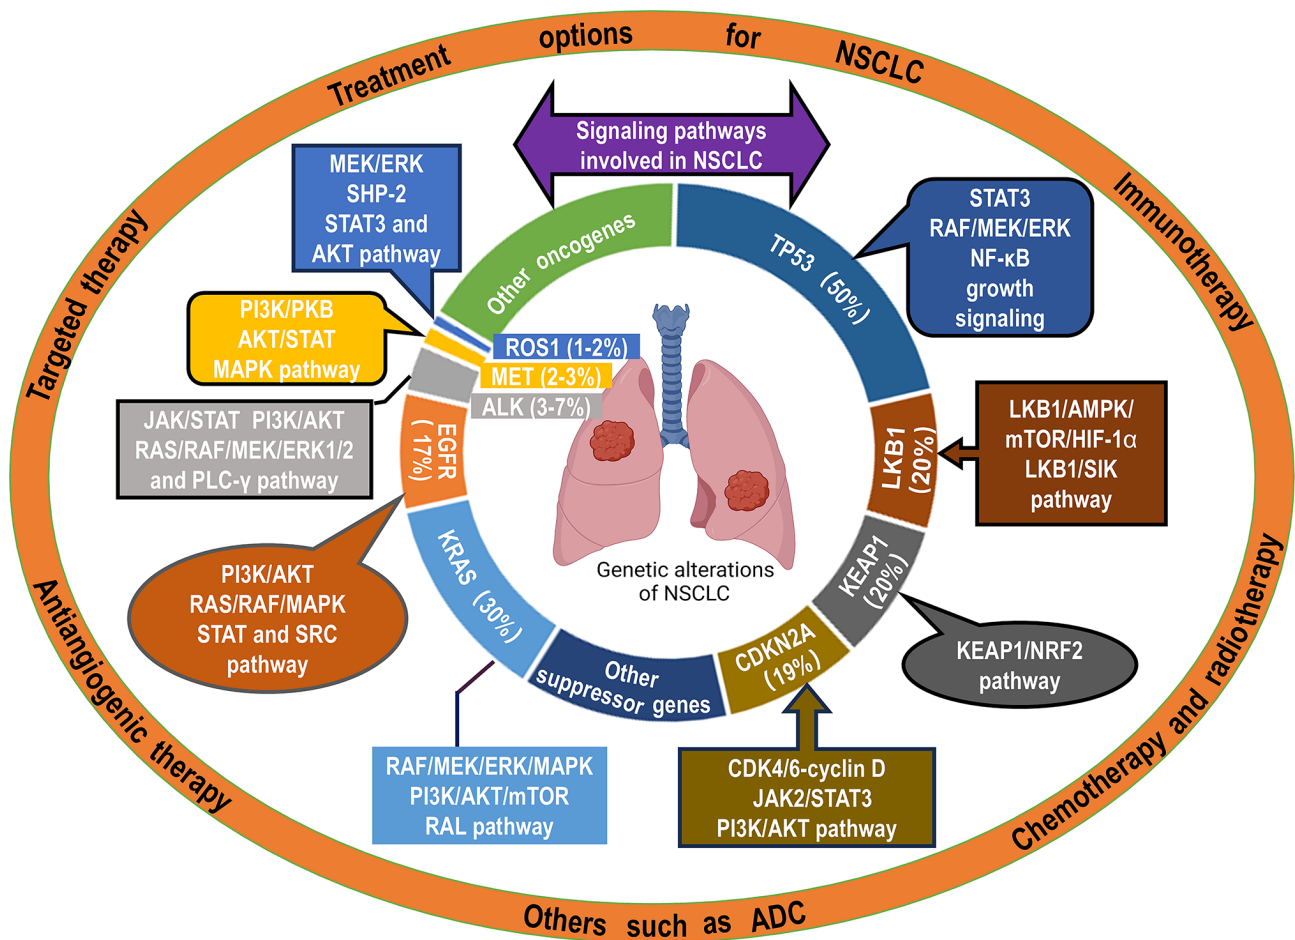 Treatment options for NSCLC
Immunotherapy
Chemotherapy and radiotherapy
Others such as ADC
Antiangiogenic therapy
Targeted therapy
Signaling pathways
involved in NSCLC
MEK/ERK
SHP-2
STAT3 and
AKT pathway
STAT3
RAF/MEK/ERK
NF-κB
growth
signaling
Other oncogenes
TP53 (50%)
PI3K/PKB
AKT/STAT
MAPK pathway
ROS1 (1-2%)
MET (2-3%)
ALK (3-7%)
JAK/STAT PI3K/AKT
RAS/RAF/MEK/ERK1/2
and PLC-γ pathway
EGFR
(17%)
LKB1
(20%)
LKB1/AMPK/
mTOR/HIF-1α
LKB1/SIK
pathway
KRAS (30%)
KEAP1
(20%)
Genetic alterations
of NSCLC
PI3K/AKT
RAS/RAF/MAPK
STAT and SRC
pathway
KEAP1/NRF2
pathway
Other
suppressor genes
CDKN2A
(19%)
RAF/MEK/ERK/MAPK
PI3K/AKT/mTOR
RAL pathway
CDK4/6-cyclin D
JAK2/STAT3
PI3K/AKT pathway